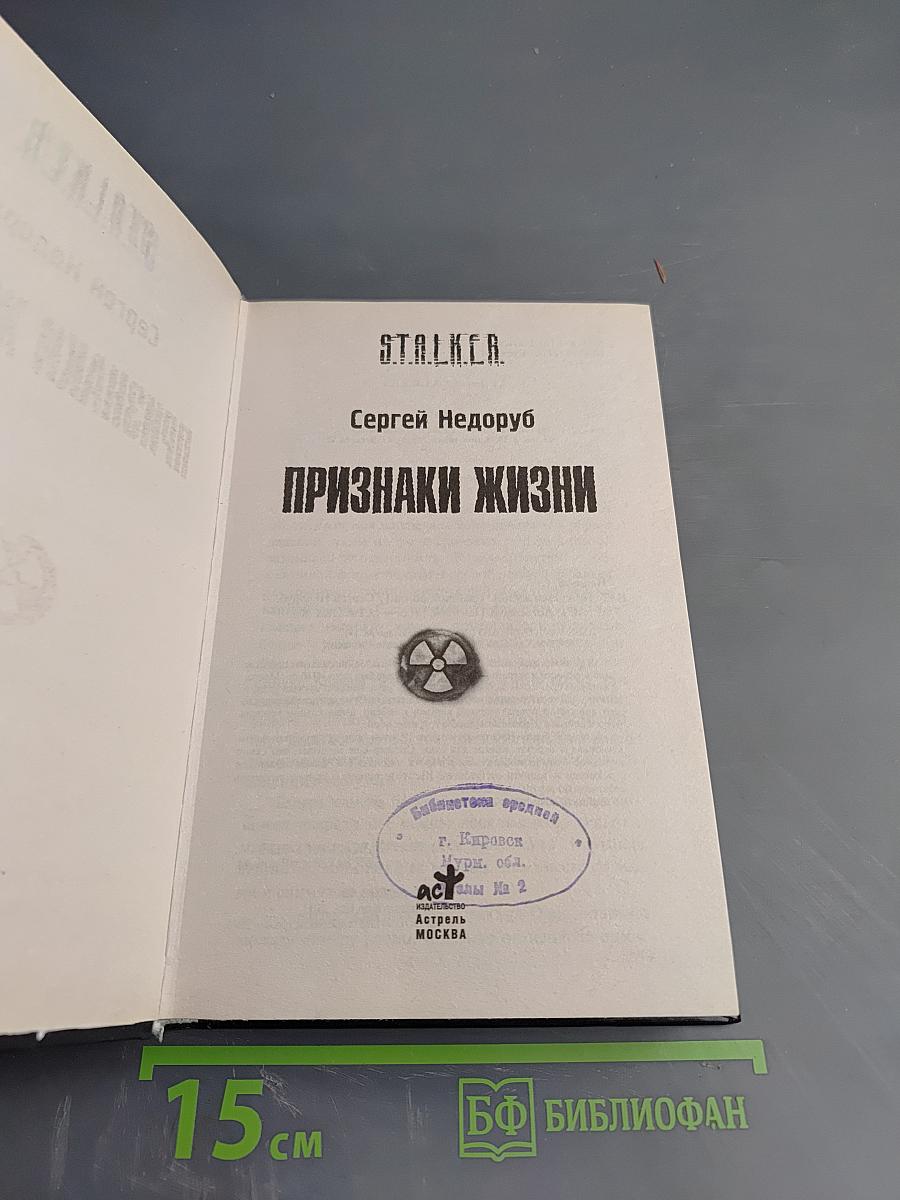 S.T.A.L.K.E.R.
Сергей Недоруб
ПРИЗНАКИ ЖИЗНИ
Библиотека средней
г. Кировск
Мурм. обл.
№ 2
аст
ИЗДАТЕЛЬСТВО
Астрель
МОСКВА
15 см
БФ БИБЛИОФАН